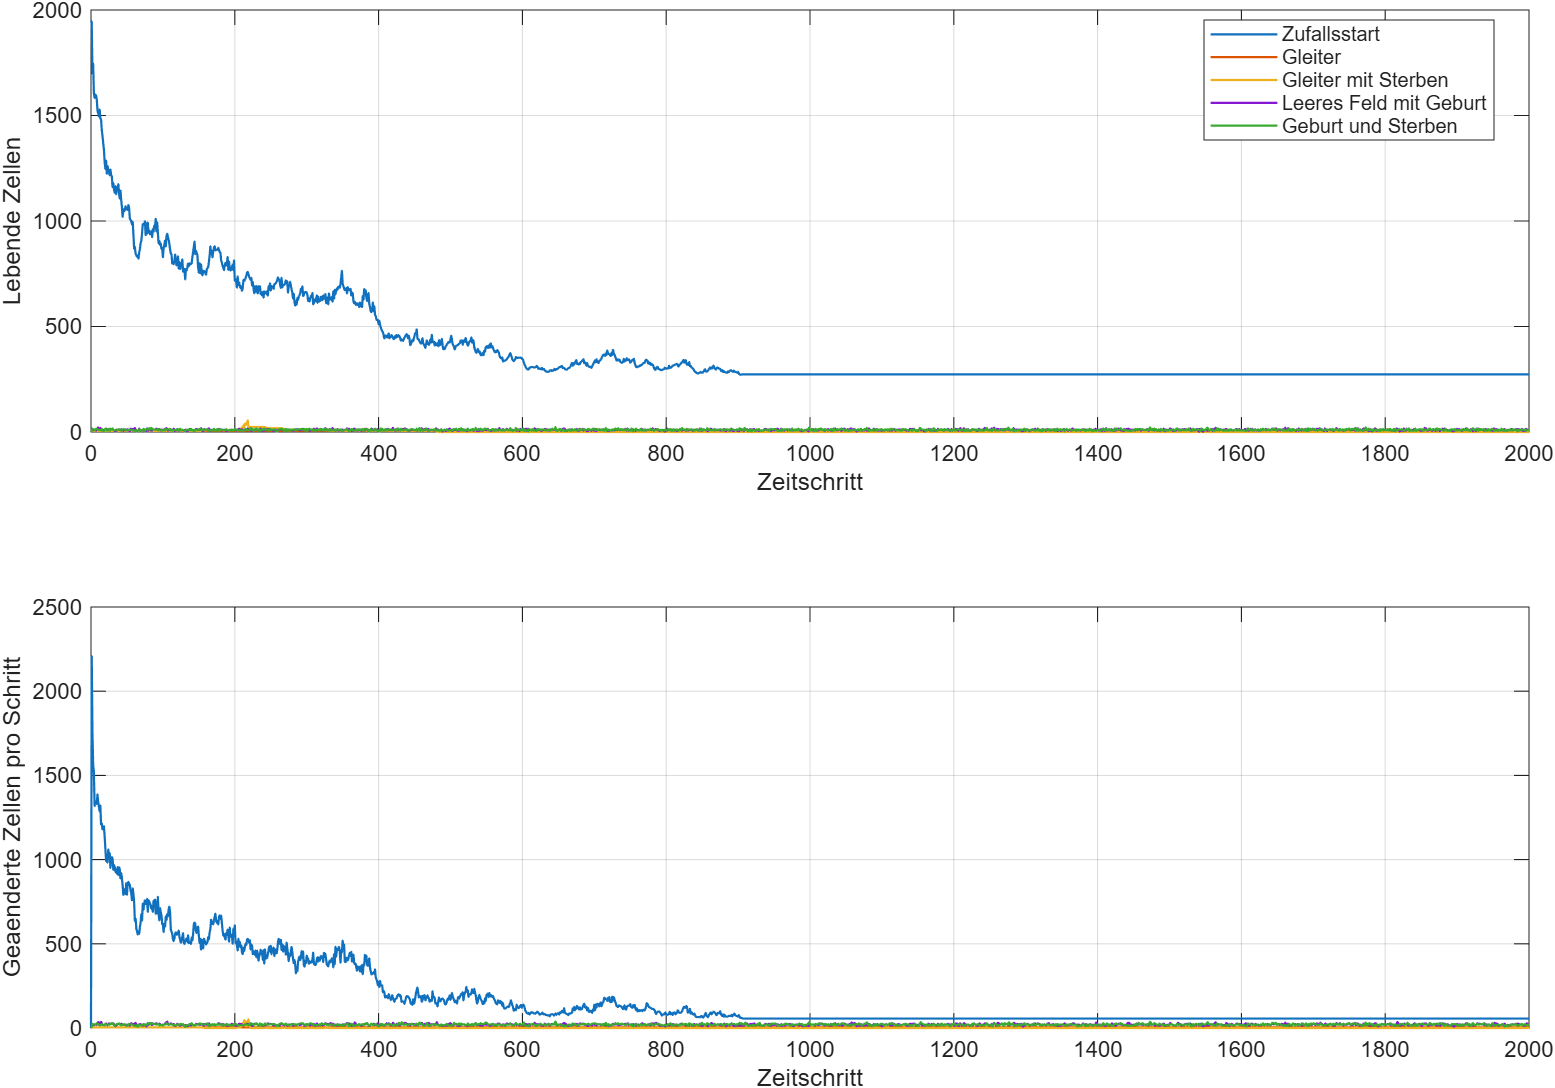 2000
1500
1000
500
0
Lebende Zellen
Zufallsstart
Gleiter
Gleiter mit Sterben
Leeres Feld mit Geburt
Geburt und Sterben
0 200 400 600 800 1000 1200 1400 1600 1800 2000
Zeitschritt
2500
2000
1500
1000
500
0
Geaenderte Zellen pro Schritt
0 200 400 600 800 1000 1200 1400 1600 1800 2000
Zeitschritt